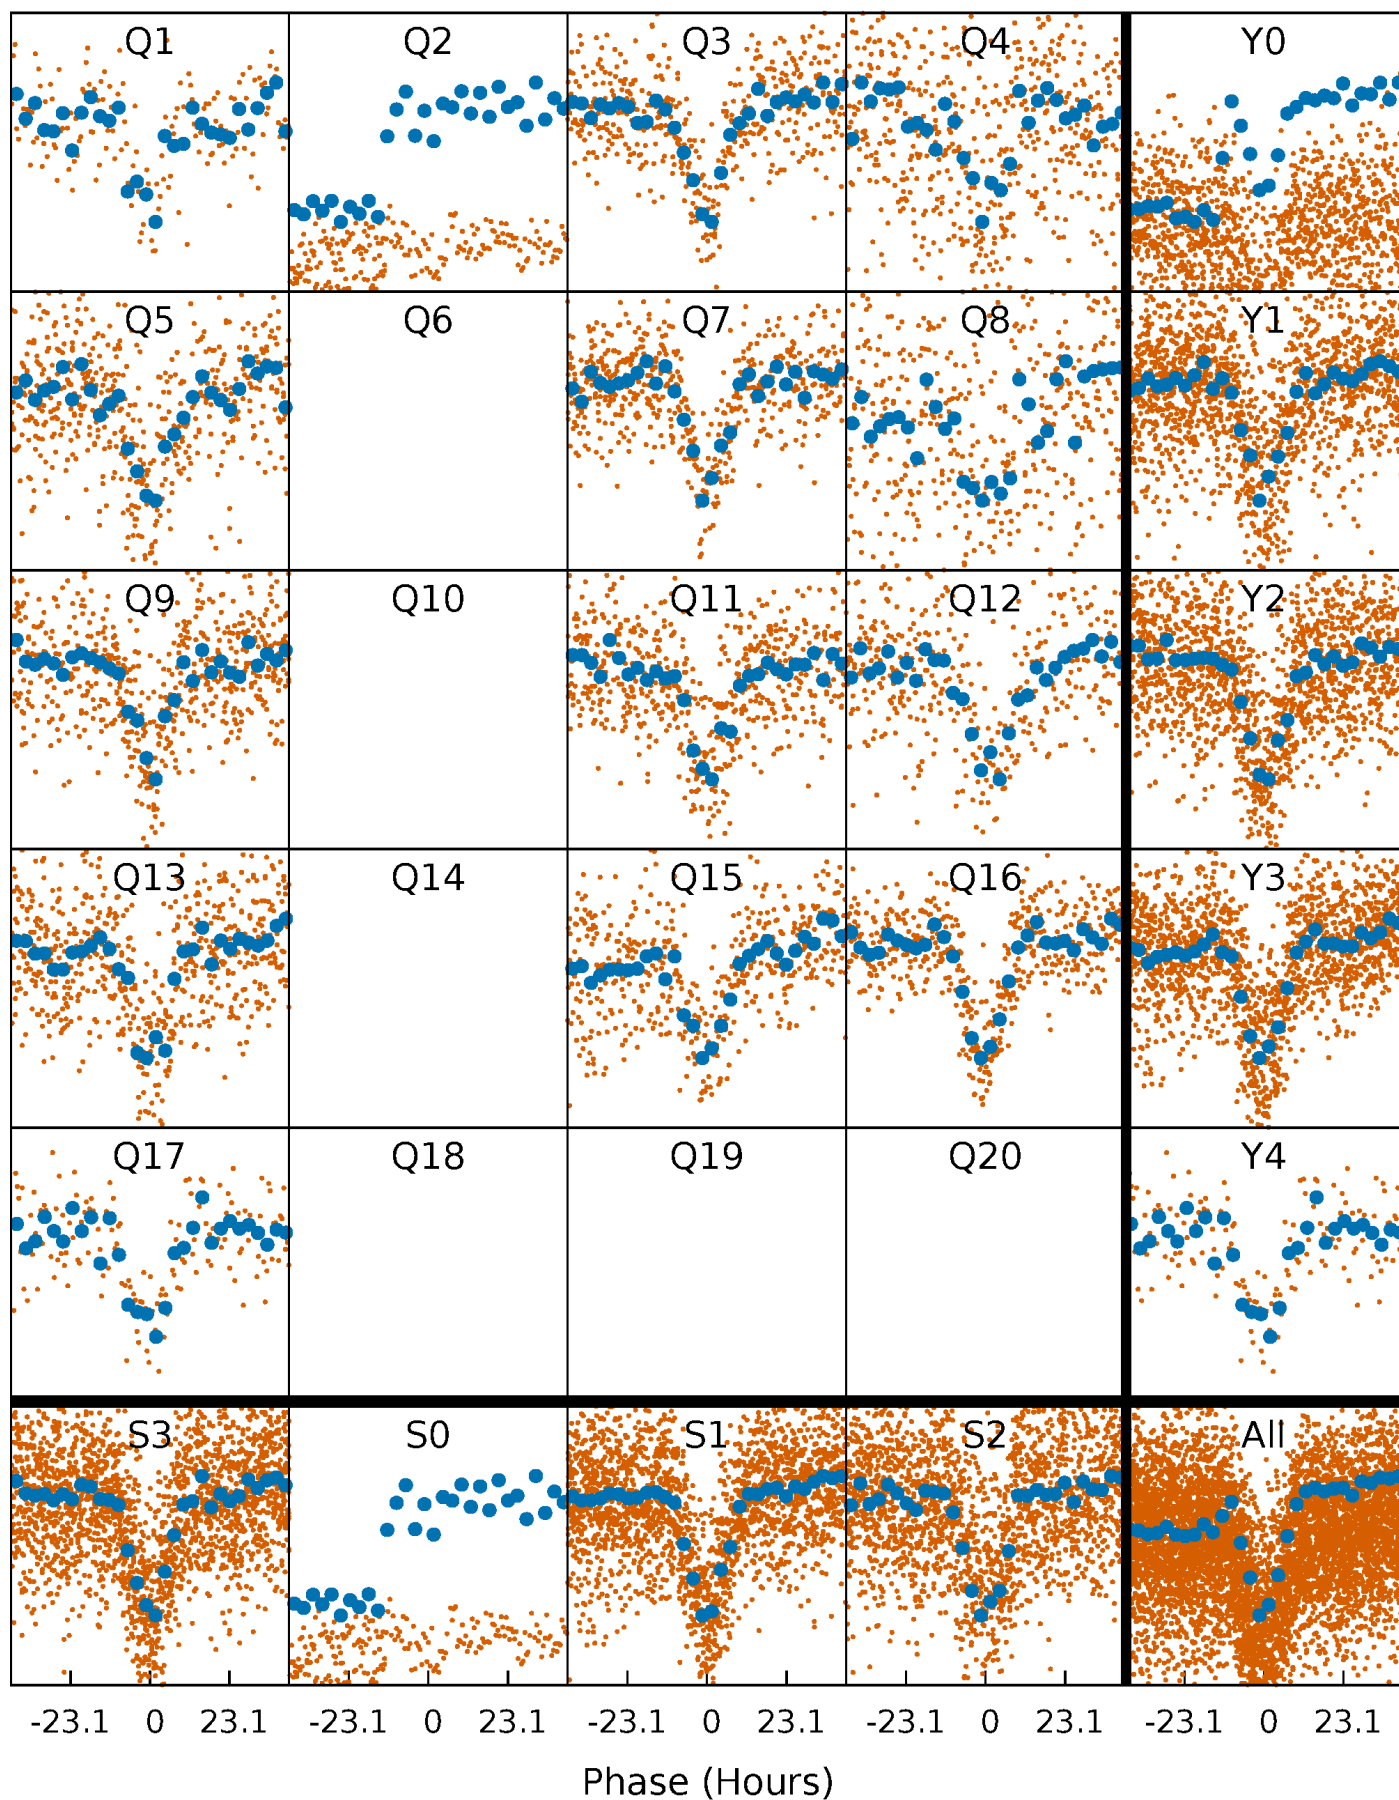 Q1 Q2 Q3 Q4 Y0
Q5 Q6 Q7 Q8 Y1
Q9 Q10 Q11 Q12 Y2
Q13 Q14 Q15 Q16 Y3
Q17 Q18 Q19 Q20 Y4
S3 S0 S1 S2 All
-23.1 0 23.1 -23.1 0 23.1 -23.1 0 23.1 -23.1 0 23.1 -23.1 0 23.1
Phase (Hours)